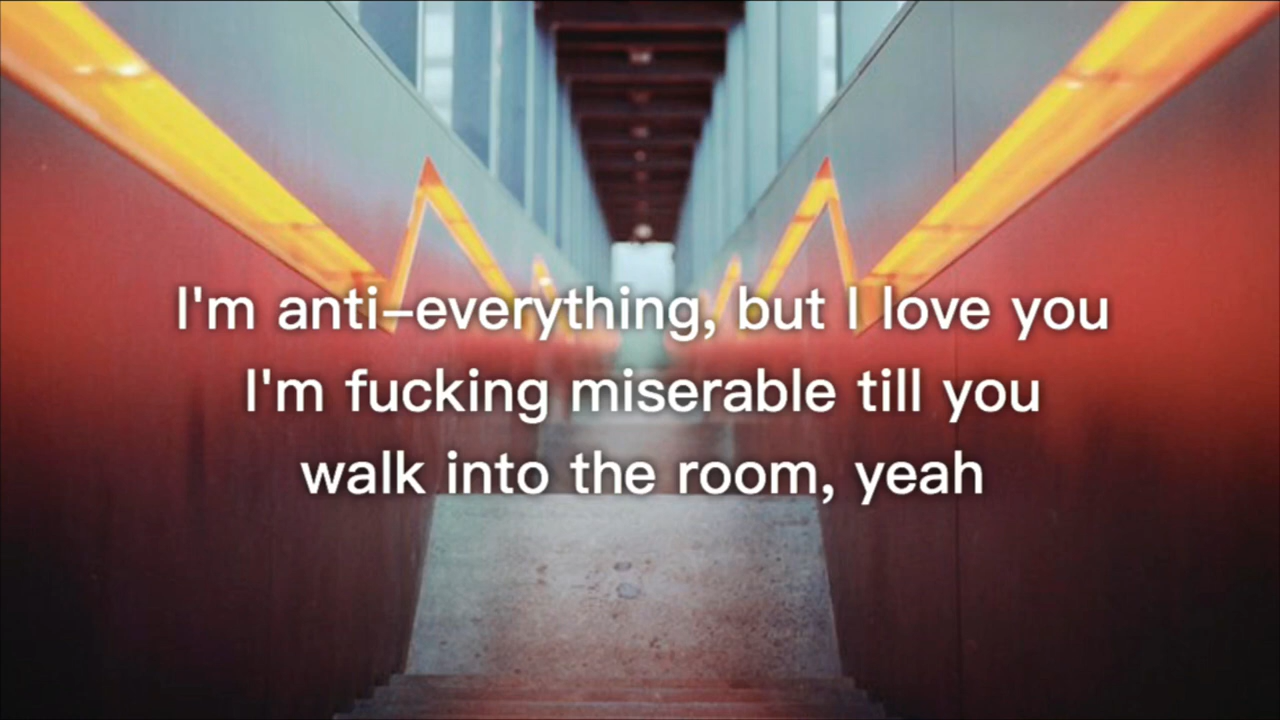 I'm anti–everything, but I love you
I'm fucking miserable till you
walk into the room, yeah